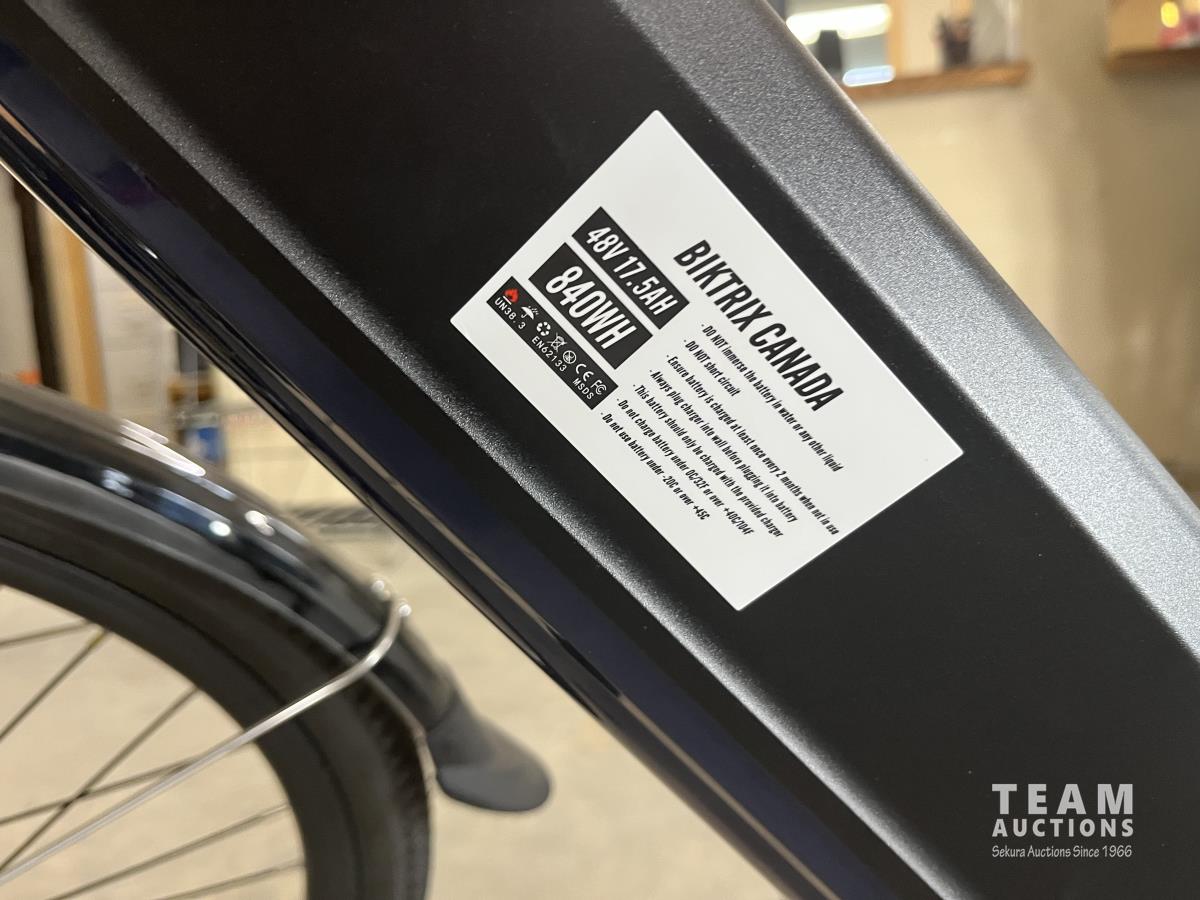 BIKTRIX CANADA
48V 17.5AH
840WH
UN38.3 EN62133 MSDS
CE FC
· DO NOT immerse the battery in water or any other liquid
· DO NOT short circuit
· Ensure battery is charged at least once every 2 months when not in use
· Always plug charger into wall before plugging it into battery
· This battery should only be charged with the provided charger
· Do not charge battery under 0C/32F or over +40C/104F
· Do not use battery under -20C or over +45C
TEAM
AUCTIONS
Sekura Auctions Since 1966